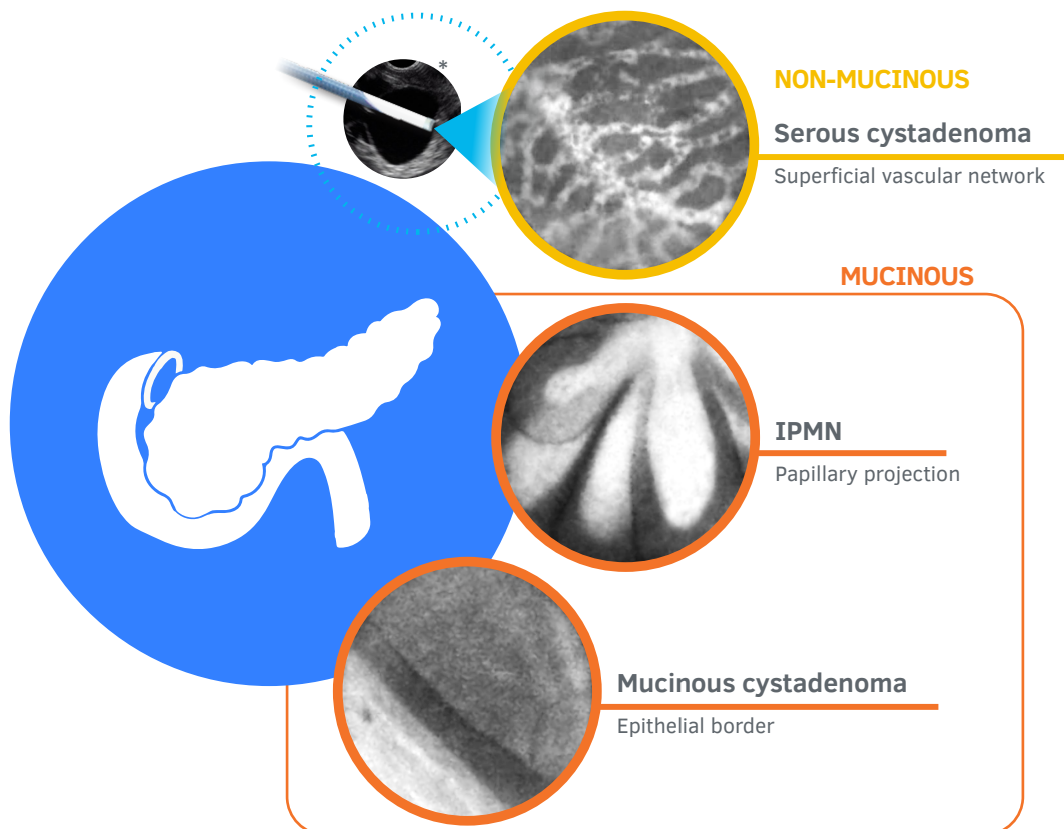 *
NON-MUCINOUS
Serous cystadenoma
Superficial vascular network
MUCINOUS
IPMN
Papillary projection
Mucinous cystadenoma
Epithelial border